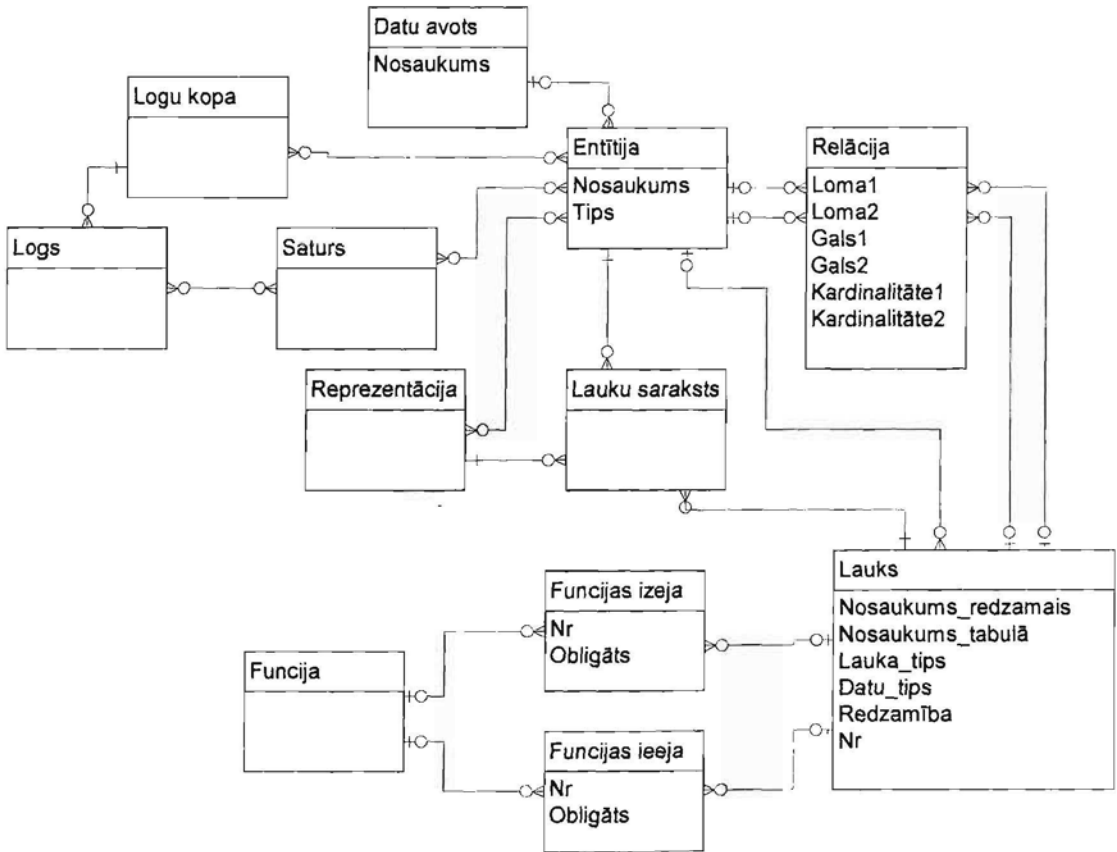 Datu avots
Nosaukums
Logu kopa
Entītija
Nosaukums
Tips
Relācija
Loma1
Loma2
Gals1
Gals2
Kardinalitāte1
Kardinalitāte2
Logs
Saturs
Reprezentācija
Lauku saraksts
Lauks
Nosaukums_redzamais
Nosaukums_tabulā
Lauka_tips
Datu_tips
Redzamība
Nr
Funcijas izeja
Nr
Obligāts
Funcija
Funcijas ieeja
Nr
Obligāts